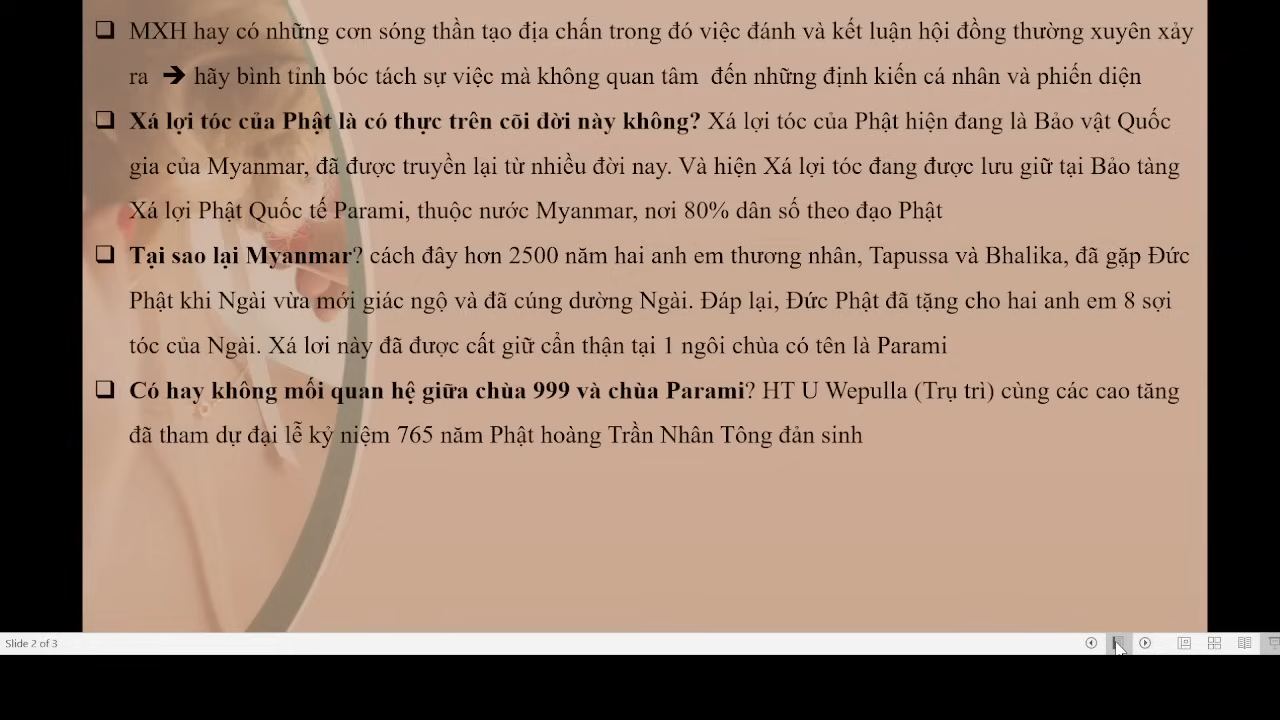 ❑ MXH hay có những cơn sóng thần tạo địa chấn trong đó việc đánh và kết luận hội đồng thường xuyên xảy
ra ➔ hãy bình tỉnh bóc tách sự việc mà không quan tâm đến những định kiến cá nhân và phiến diện
❑ Xá lợi tóc của Phật là có thực trên cõi đời này không? Xá lợi tóc của Phật hiện đang là Bảo vật Quốc
gia của Myanmar, đã được truyền lại từ nhiều đời nay. Và hiện Xá lợi tóc đang được lưu giữ tại Bảo tàng
Xá lợi Phật Quốc tế Parami, thuộc nước Myanmar, nơi 80% dân số theo đạo Phật
❑ Tại sao lại Myanmar? cách đây hơn 2500 năm hai anh em thương nhân, Tapussa và Bhalika, đã gặp Đức
Phật khi Ngài vừa mới giác ngộ và đã cúng dường Ngài. Đáp lại, Đức Phật đã tặng cho hai anh em 8 sợi
tóc của Ngài. Xá lơi này đã được cất giữ cẩn thận tại 1 ngôi chùa có tên là Parami
❑ Có hay không mối quan hệ giữa chùa 999 và chùa Parami? HT U Wepulla (Trụ trì) cùng các cao tăng
đã tham dự đại lễ kỷ niệm 765 năm Phật hoàng Trần Nhân Tông đản sinh
Slide 2 of 3